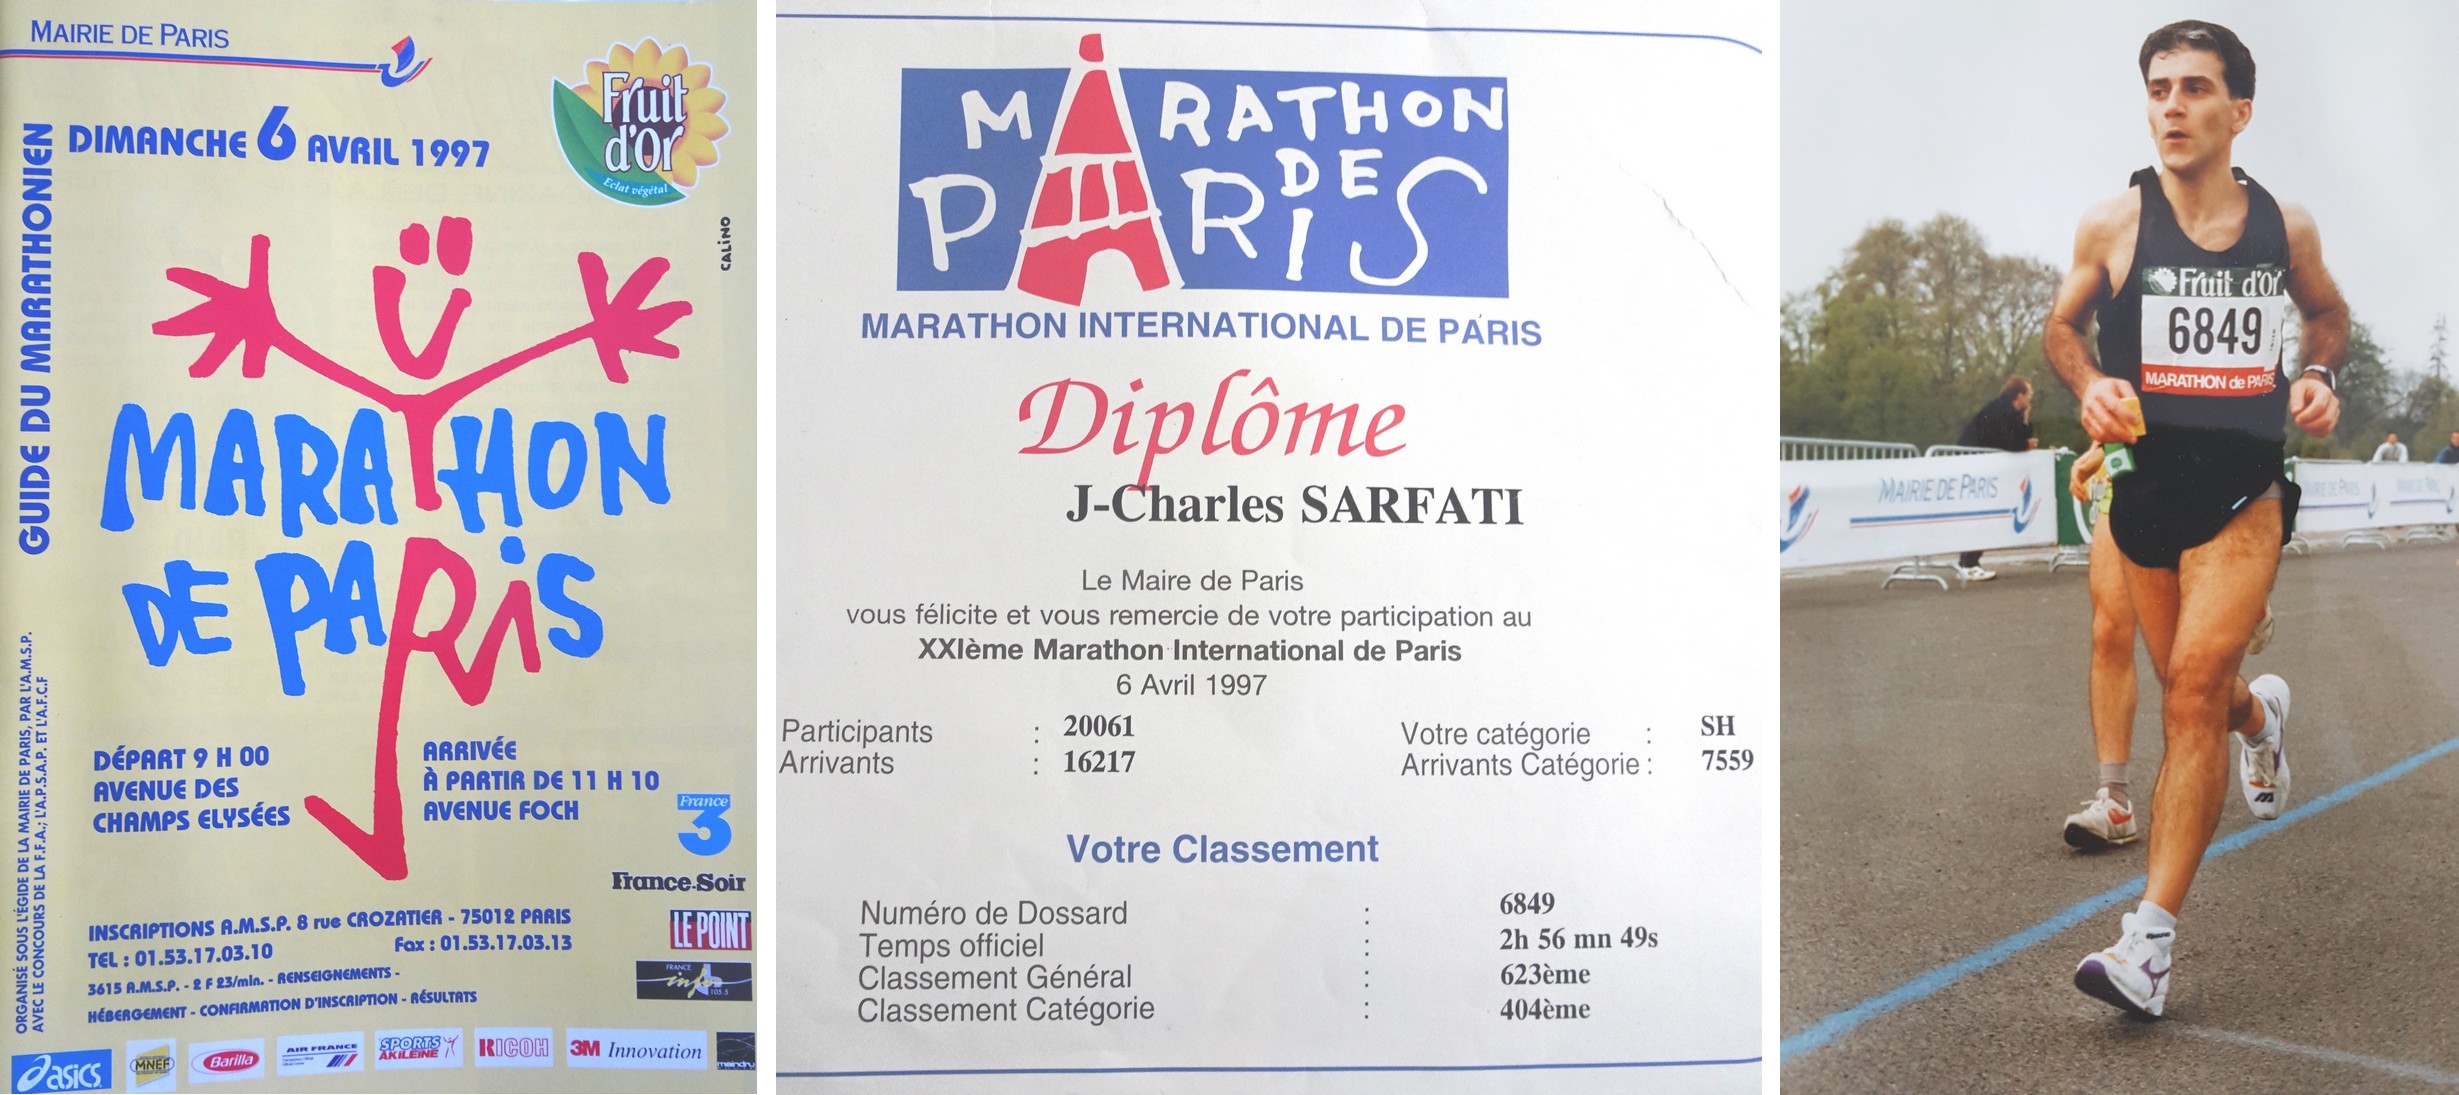 MAIRIE DE PARIS
DIMANCHE 6 AVRIL 1997
Fruit
d'Or
Eclat végétal
CALINO
GUIDE DU MARATHONIEN
MARATHON
DE PARIS
DÉPART 9 H 00
AVENUE DES
CHAMPS ELYSÉES
ARRIVÉE
À PARTIR DE 11 H 10
AVENUE FOCH
France
3
France-Soir
LE POINT
FRANCE
info
105.5
INSCRIPTIONS A.M.S.P. 8 rue CROZATIER - 75012 PARIS
TEL : 01.53.17.03.10 Fax : 01.53.17.03.13
3615 A.M.S.P. - 2 F 23/min. - RENSEIGNEMENTS -
HÉBERGEMENT - CONFIRMATION D'INSCRIPTION - RÉSULTATS
ORGANISÉ SOUS L'ÉGIDE DE LA MAIRIE DE PARIS, PAR L'A.M.S.P.
AVEC LE CONCOURS DE LA F.F.A.; L'A.P.S.A.P. ET L'A.F.C.F
asics
MNEF
Barilla
AIR FRANCE
SPORTS
AKILEINE
RICOH
3M Innovation
MARATHON
DE
PARIS
MARATHON INTERNATIONAL DE PARIS
Diplôme
J-Charles SARFATI
Le Maire de Paris
vous félicite et vous remercie de votre participation au
XXIème Marathon International de Paris
6 Avril 1997
Participants : 20061 Votre catégorie : SH
Arrivants : 16217 Arrivants Catégorie : 7559
Votre Classement
Numéro de Dossard : 6849
Temps officiel : 2h 56 mn 49s
Classement Général : 623ème
Classement Catégorie : 404ème
Fruit d'Or
6849
MARATHON de PARIS
MAIRIE DE PARIS